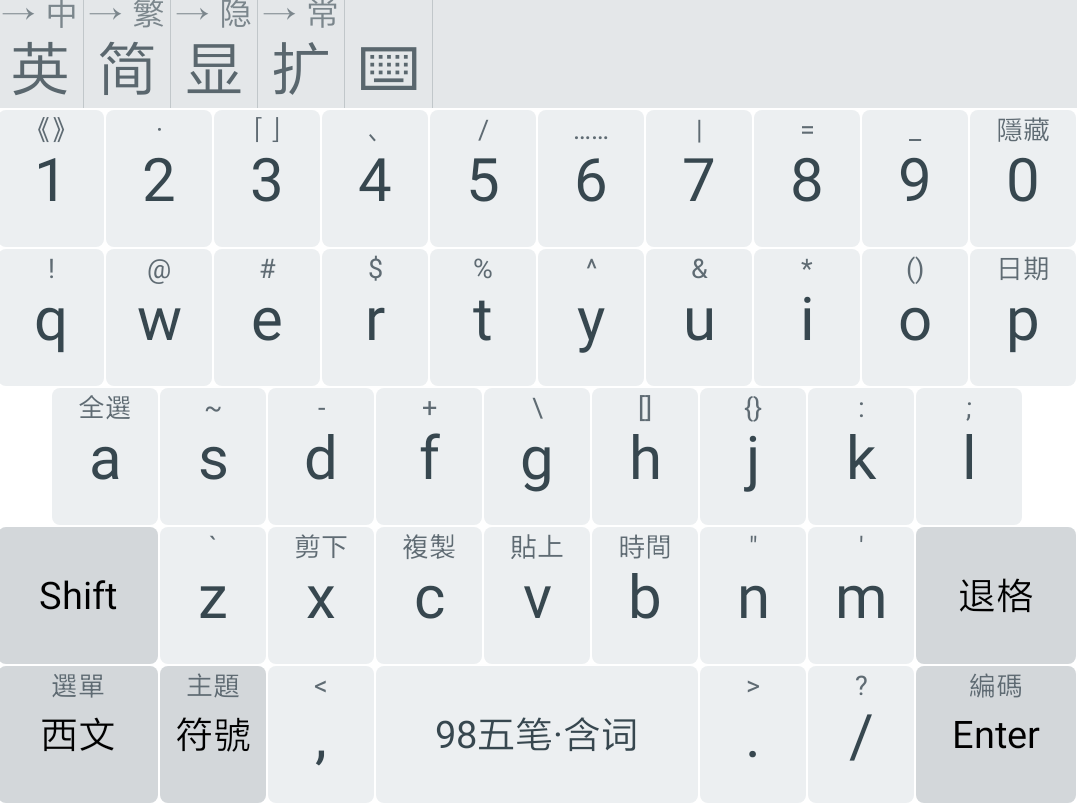 → 中 → 繁 → 隐 → 常
英 简 显 扩
《》 · ⌈⌋ 、 / …… | = _ 隱藏
1 2 3 4 5 6 7 8 9 0
! @ # $ % ^ & * () 日期
q w e r t y u i o p
全選 ~ - + \ [] {} : ;
a s d f g h j k l
` 剪下 複製 貼上 時間 " '
Shift z x c v b n m 退格
選單 主題 < > ? 編碼
西文 符號 , 98五笔·含词 . / Enter